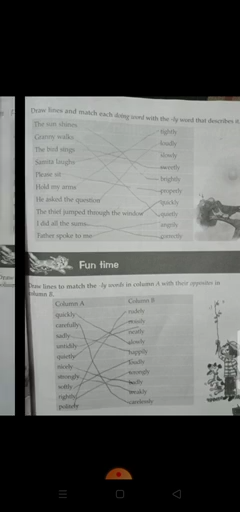 Draw lines and match each doing word with the -ly word that describes it.
The sun shines
Granny walks
The bird sings
Samira laughs
Please sit
Hold my arms
He asked the question
The thief jumped through the window
I did all the sums
Father spoke to me
tightly
loudly
slowly
sweetly
brightly
properly
quickly
quietly
angrily
correctly
Fun time
Draw lines to match the -ly words in column A with their opposites in
column B.
Column A
quickly
carefully
sadly
untidily
quietly
nicely
strongly
softly
rightly
politely
Column B
rudely
neatly
slowly
happily
loudly
wrongly
badly
weakly
carelessly